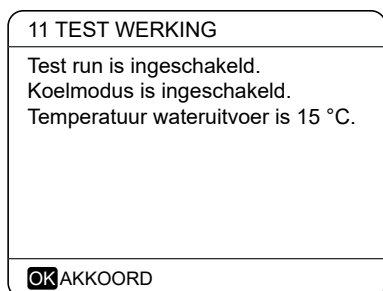 11 TEST WERKING
Test run is ingeschakeld.
Koelmodus is ingeschakeld.
Temperatuur wateruitvoer is 15 °C.
OK AKKOORD